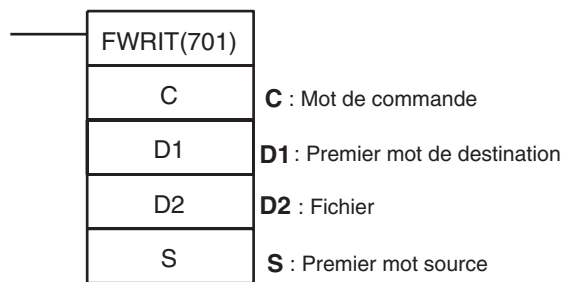 FWRIT(701)
C C : Mot de commande
D1 D1 : Premier mot de destination
D2 D2 : Fichier
S S : Premier mot source